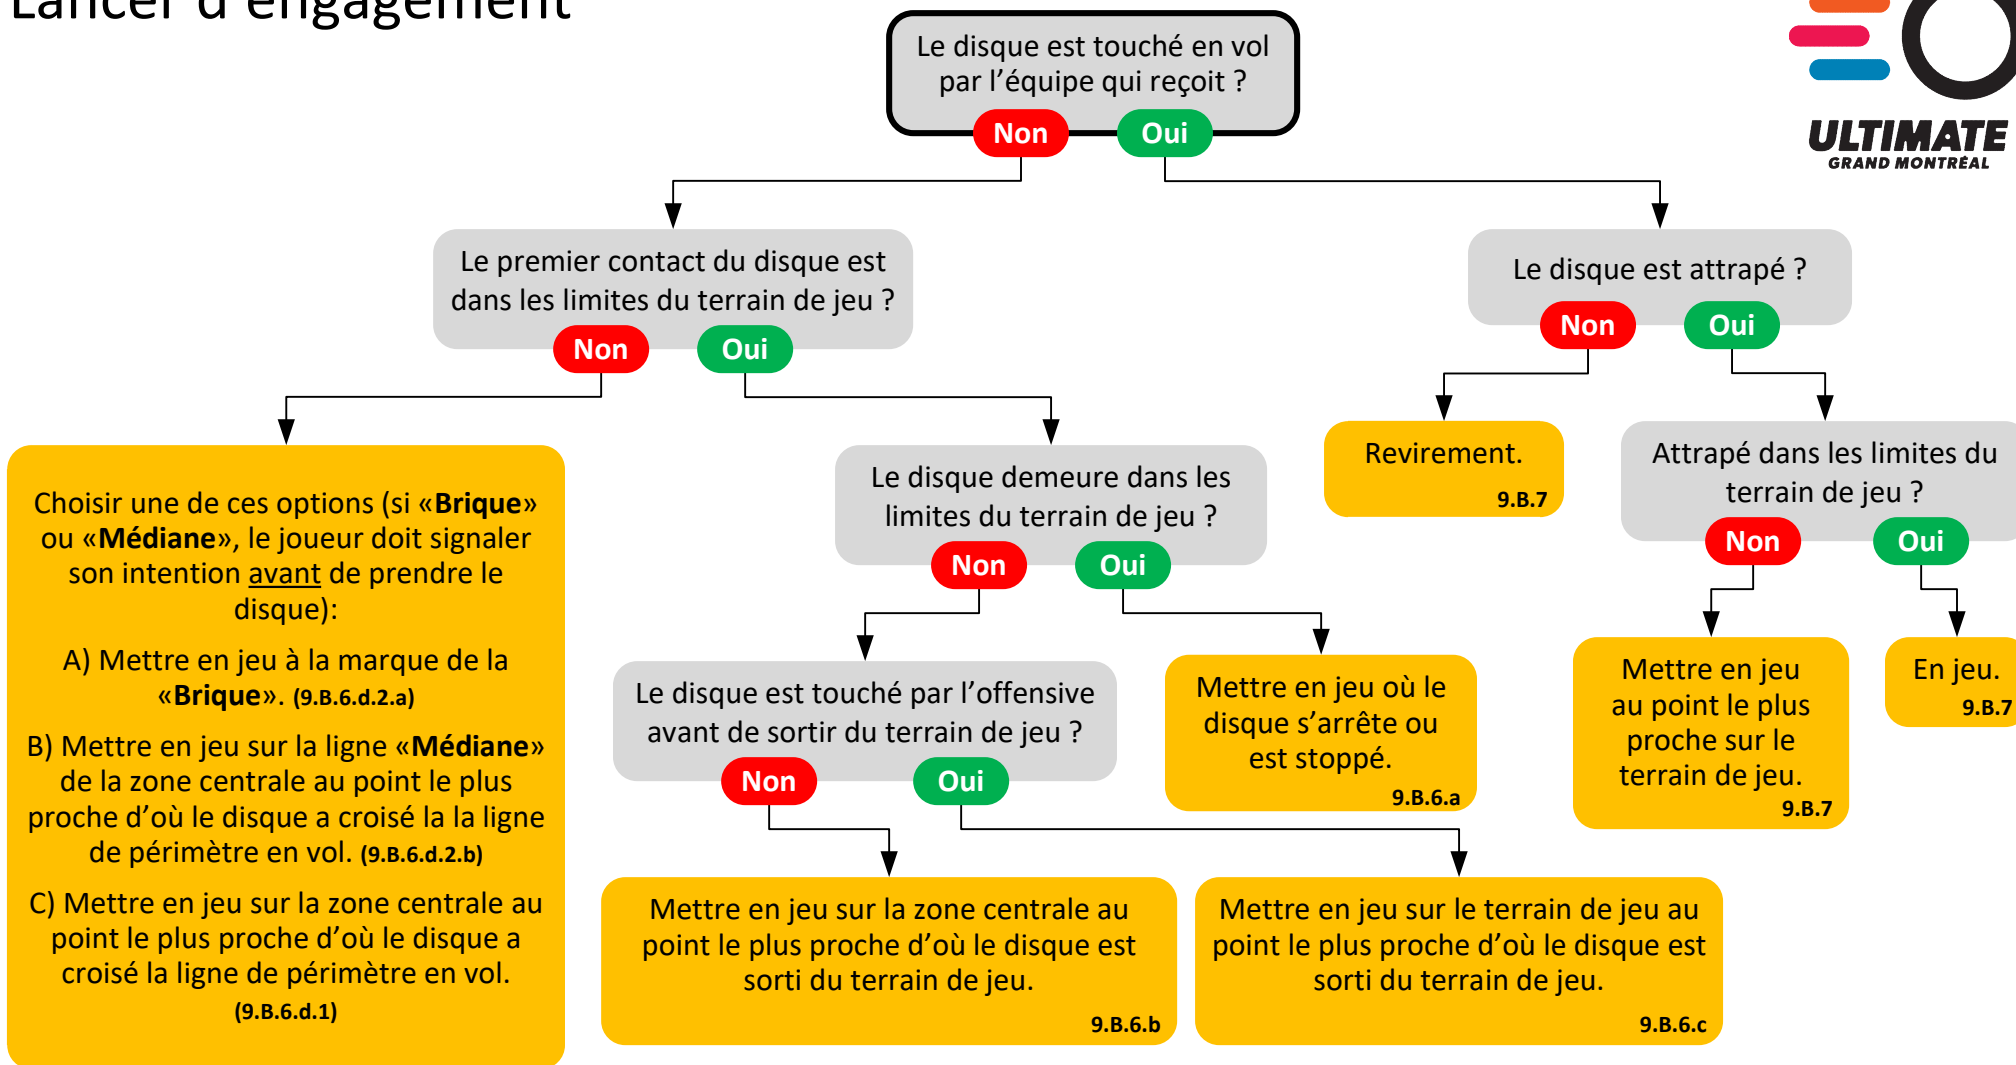 Lancer d'engagement
ULTIMATE
GRAND MONTRÉAL
Le disque est touché en vol
par l’équipe qui reçoit ?
Non
Oui
Le premier contact du disque est
dans les limites du terrain de jeu ?
Non
Oui
Le disque est attrapé ?
Non
Oui
Choisir une de ces options (si «Brique»
ou «Médiane», le joueur doit signaler
son intention avant de prendre le
disque):
A) Mettre en jeu à la marque de la
«Brique». (9.B.6.d.2.a)
B) Mettre en jeu sur la ligne «Médiane»
de la zone centrale au point le plus
proche d’où le disque a croisé la la ligne
de périmètre en vol. (9.B.6.d.2.b)
C) Mettre en jeu sur la zone centrale au
point le plus proche d’où le disque a
croisé la ligne de périmètre en vol.
(9.B.6.d.1)
Le disque demeure dans les
limites du terrain de jeu ?
Non
Oui
Revirement.
9.B.7
Attrapé dans les limites du
terrain de jeu ?
Non
Oui
Le disque est touché par l’offensive
avant de sortir du terrain de jeu ?
Non
Oui
Mettre en jeu où le
disque s’arrête ou
est stoppé.
9.B.6.a
Mettre en jeu
au point le plus
proche sur le
terrain de jeu.
9.B.7
En jeu.
9.B.7
Mettre en jeu sur la zone centrale au
point le plus proche d’où le disque est
sorti du terrain de jeu.
9.B.6.b
Mettre en jeu sur le terrain de jeu au
point le plus proche d’où le disque est
sorti du terrain de jeu.
9.B.6.c